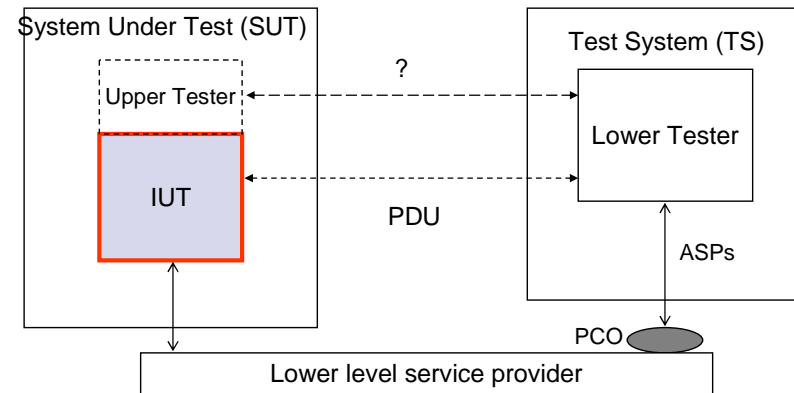 System Under Test (SUT)
Test System (TS)
?
Upper Tester
Lower Tester
IUT
PDU
ASPs
PCO
Lower level service provider